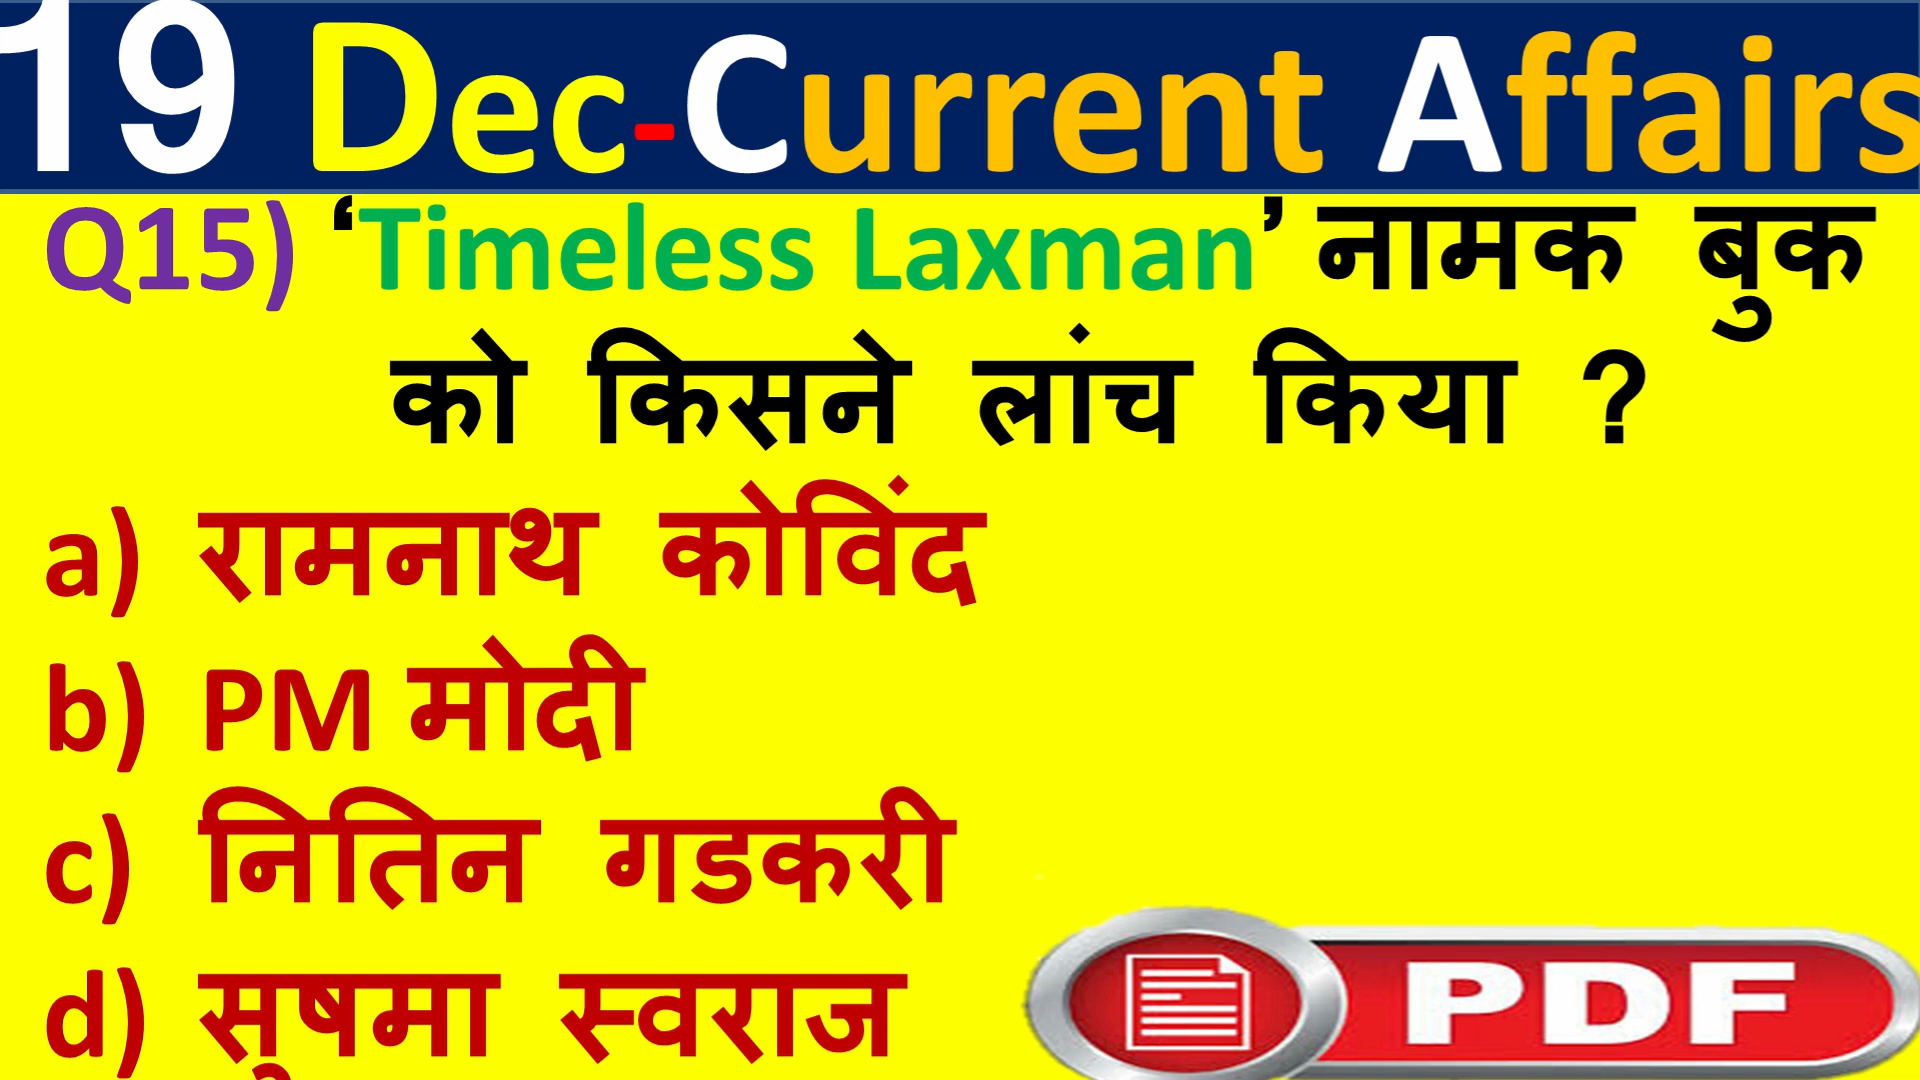 19 Dec-Current Affairs
Q15) ‘Timeless Laxman’ नामक बुक
को किसने लांच किया ?
a) रामनाथ कोविंद
b) PM मोदी
c) नितिन गडकरी
d) सुषमा स्वराज
PDF